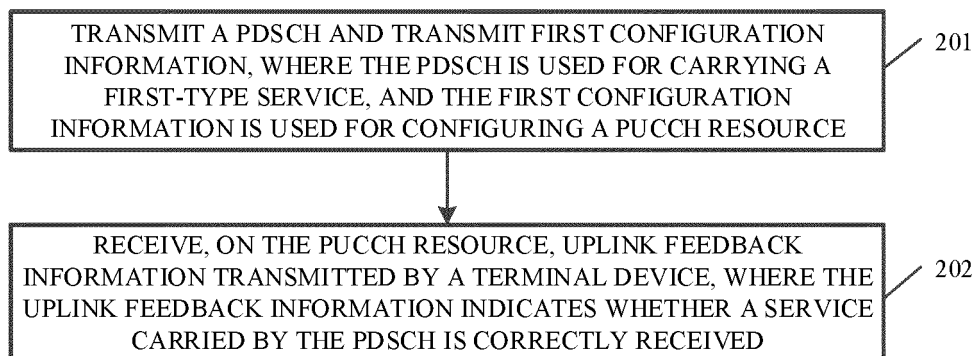 TRANSMIT A PDSCH AND TRANSMIT FIRST CONFIGURATION
INFORMATION, WHERE THE PDSCH IS USED FOR CARRYING A
FIRST-TYPE SERVICE, AND THE FIRST CONFIGURATION
INFORMATION IS USED FOR CONFIGURING A PUCCH RESOURCE
201
RECEIVE, ON THE PUCCH RESOURCE, UPLINK FEEDBACK
INFORMATION TRANSMITTED BY A TERMINAL DEVICE, WHERE THE
UPLINK FEEDBACK INFORMATION INDICATES WHETHER A SERVICE
CARRIED BY THE PDSCH IS CORRECTLY RECEIVED
202